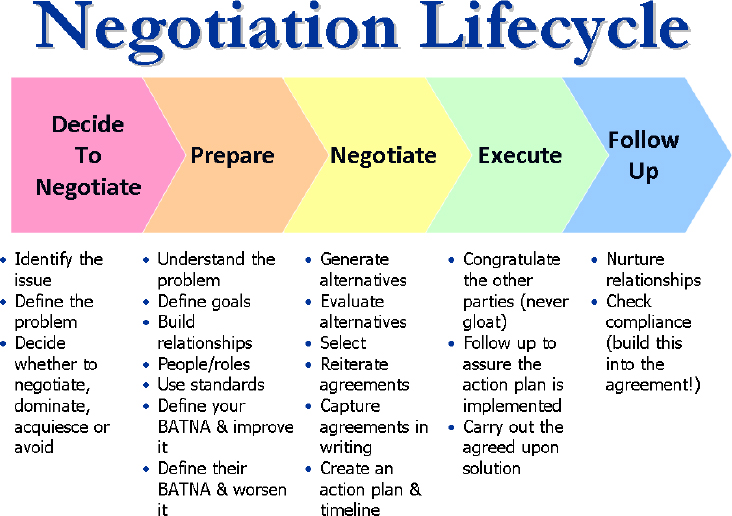 Negotiation Lifecycle
Decide
To
Negotiate
Prepare
Negotiate
Execute
Follow
Up
• Identify the
issue
• Define the
problem
• Decide
whether to
negotiate,
dominate,
acquiesce or
avoid
• Understand the
problem
• Define goals
• Build
relationships
• People/roles
• Use standards
• Define your
BATNA & improve
it
• Define their
BATNA & worsen
it
• Generate
alternatives
• Evaluate
alternatives
• Select
• Reiterate
agreements
• Capture
agreements in
writing
• Create an
action plan &
timeline
• Congratulate
the other
parties (never
gloat)
• Follow up to
assure the
action plan is
implemented
• Carry out the
agreed upon
solution
• Nurture
relationships
• Check
compliance
(build this
into the
agreement!)